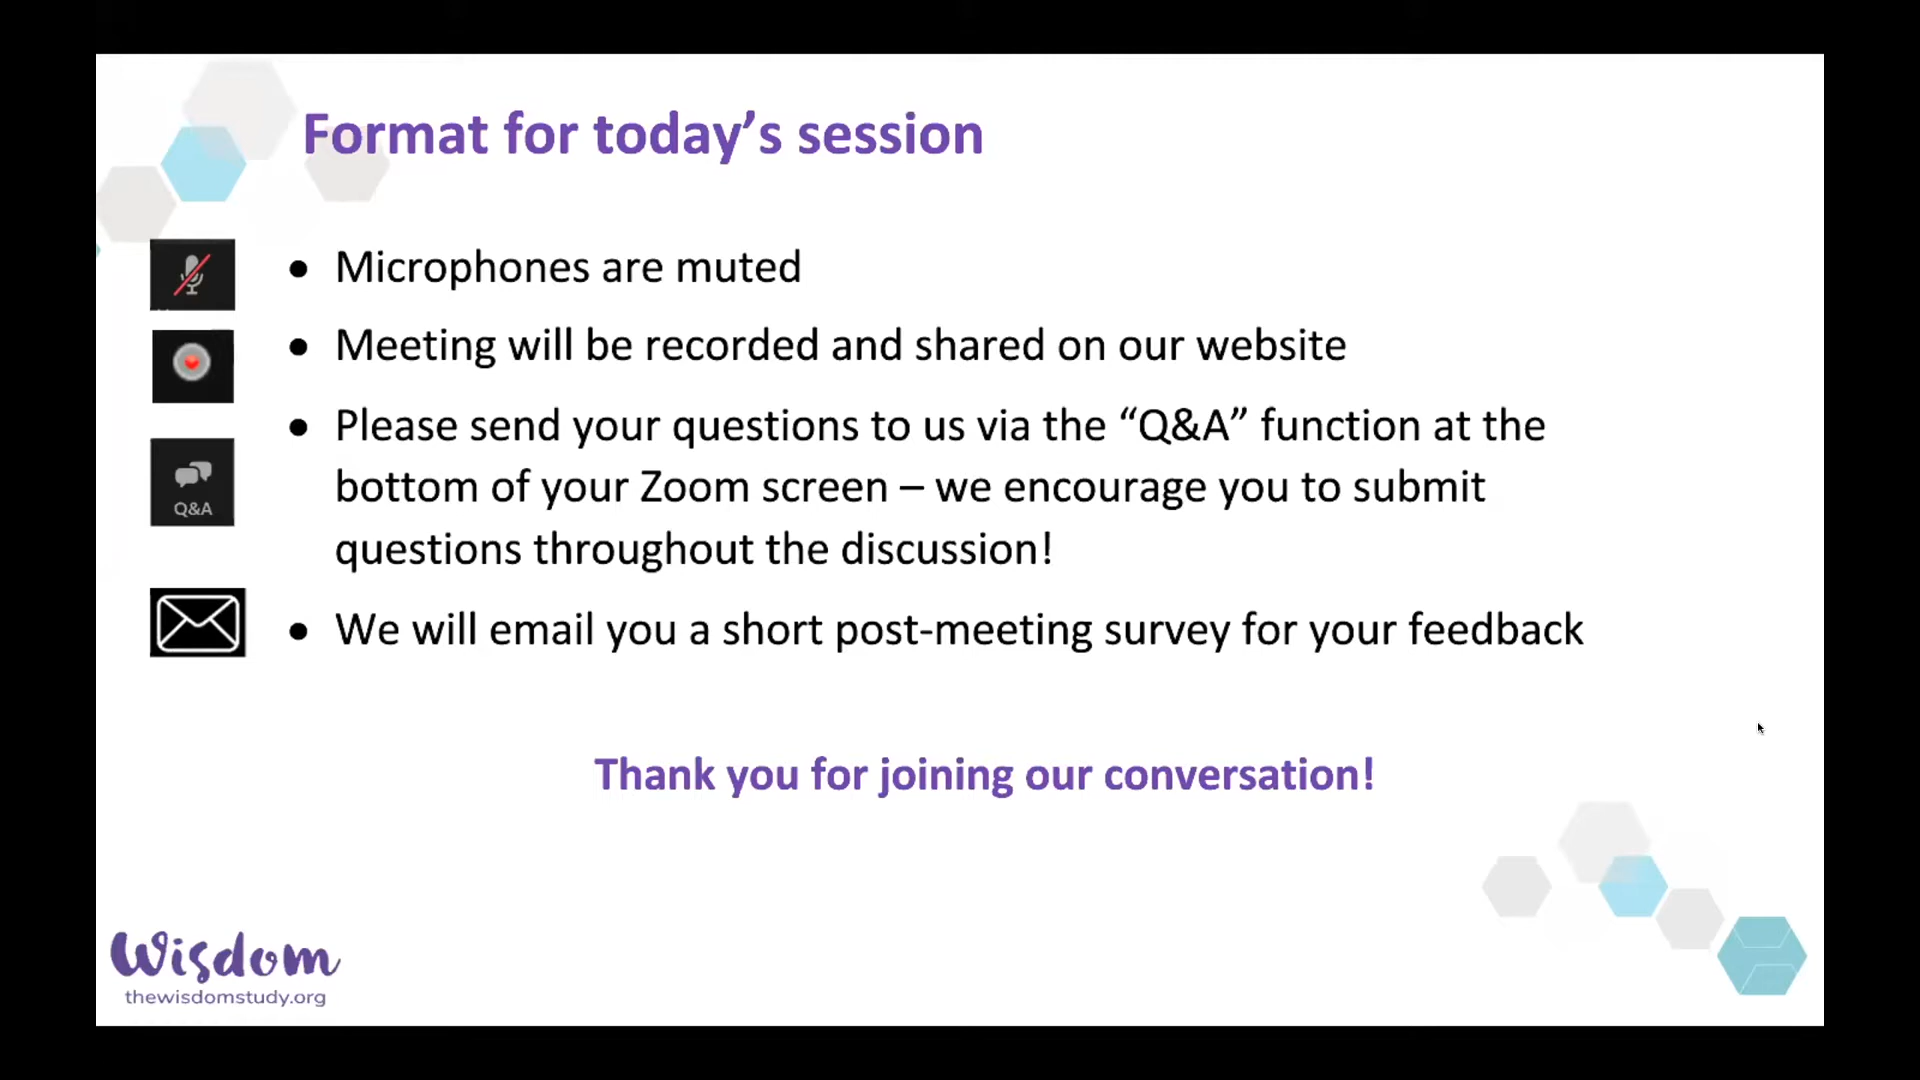 Format for today’s session
• Microphones are muted
• Meeting will be recorded and shared on our website
• Please send your questions to us via the “Q&A” function at the
bottom of your Zoom screen – we encourage you to submit
questions throughout the discussion!
Q&A
• We will email you a short post-meeting survey for your feedback
Thank you for joining our conversation!
Wisdom
thewisdomstudy.org